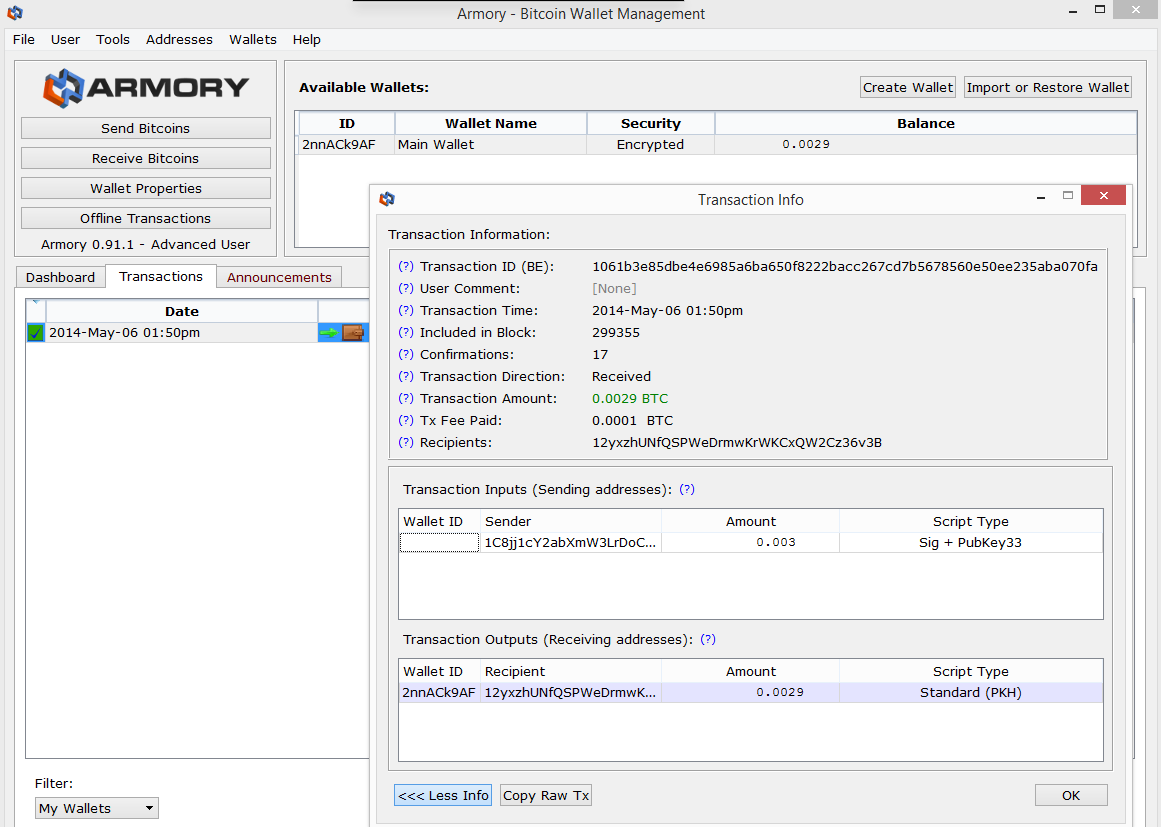 Armory - Bitcoin Wallet Management
File User Tools Addresses Wallets Help
ARMORY
Send Bitcoins
Receive Bitcoins
Wallet Properties
Offline Transactions
Armory 0.91.1 - Advanced User
Available Wallets:
Create Wallet
Import or Restore Wallet
ID Wallet Name Security Balance
2nnACk9AF Main Wallet Encrypted 0.0029
Dashboard Transactions Announcements
Date
2014-May-06 01:50pm
Filter:
My Wallets
Transaction Info
Transaction Information:
(?) Transaction ID (BE): 1061b3e85dbe4e6985a6ba650f8222bacc267cd7b5678560e50ee235aba070fa
(?) User Comment: [None]
(?) Transaction Time: 2014-May-06 01:50pm
(?) Included in Block: 299355
(?) Confirmations: 17
(?) Transaction Direction: Received
(?) Transaction Amount: 0.0029 BTC
(?) Tx Fee Paid: 0.0001 BTC
(?) Recipients: 12yxzhUNfQSPWeDrmwKrWKCxQW2Cz36v3B
Transaction Inputs (Sending addresses): (?)
Wallet ID Sender Amount Script Type
1C8jj1cY2abXmW3LrDoC... 0.003 Sig + PubKey33
Transaction Outputs (Receiving addresses): (?)
Wallet ID Recipient Amount Script Type
2nnACk9AF 12yxzhUNfQSPWeDrmwK... 0.0029 Standard (PKH)
<<< Less Info
Copy Raw Tx
OK